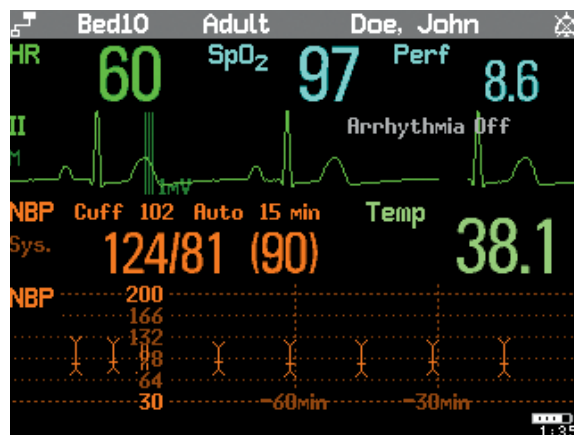 Bed10 Adult Doe, John
HR 60 SpO2 97 Perf 8.6
II Arrhythmia Off
M
1mV
NBP Cuff 102 Auto 15 min Temp
Sys. 124/81 (90) 38.1
NBP 200
166
132
98
64
30 -60min -30min
1:35